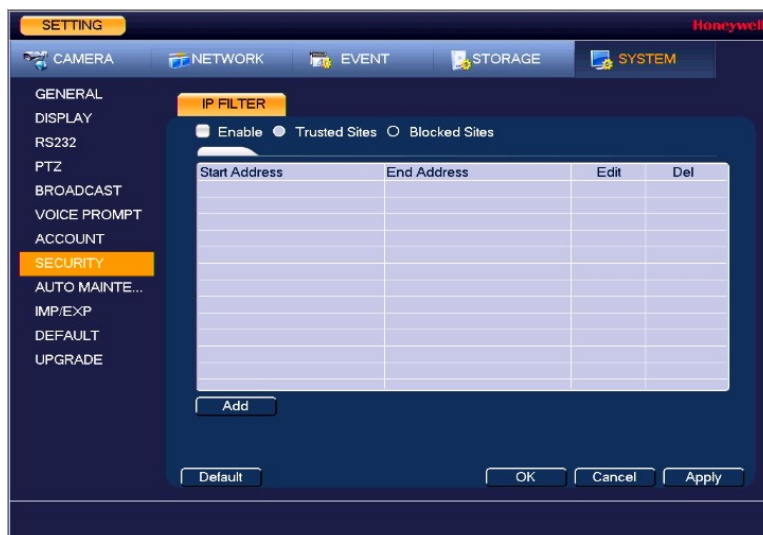 SETTING
Honeywell
CAMERA NETWORK EVENT STORAGE SYSTEM
GENERAL
DISPLAY
RS232
PTZ
BROADCAST
VOICE PROMPT
ACCOUNT
SECURITY
AUTO MAINTE...
IMP/EXP
DEFAULT
UPGRADE
IP FILTER
Enable Trusted Sites Blocked Sites
Start Address End Address Edit Del
Add
Default OK Cancel Apply